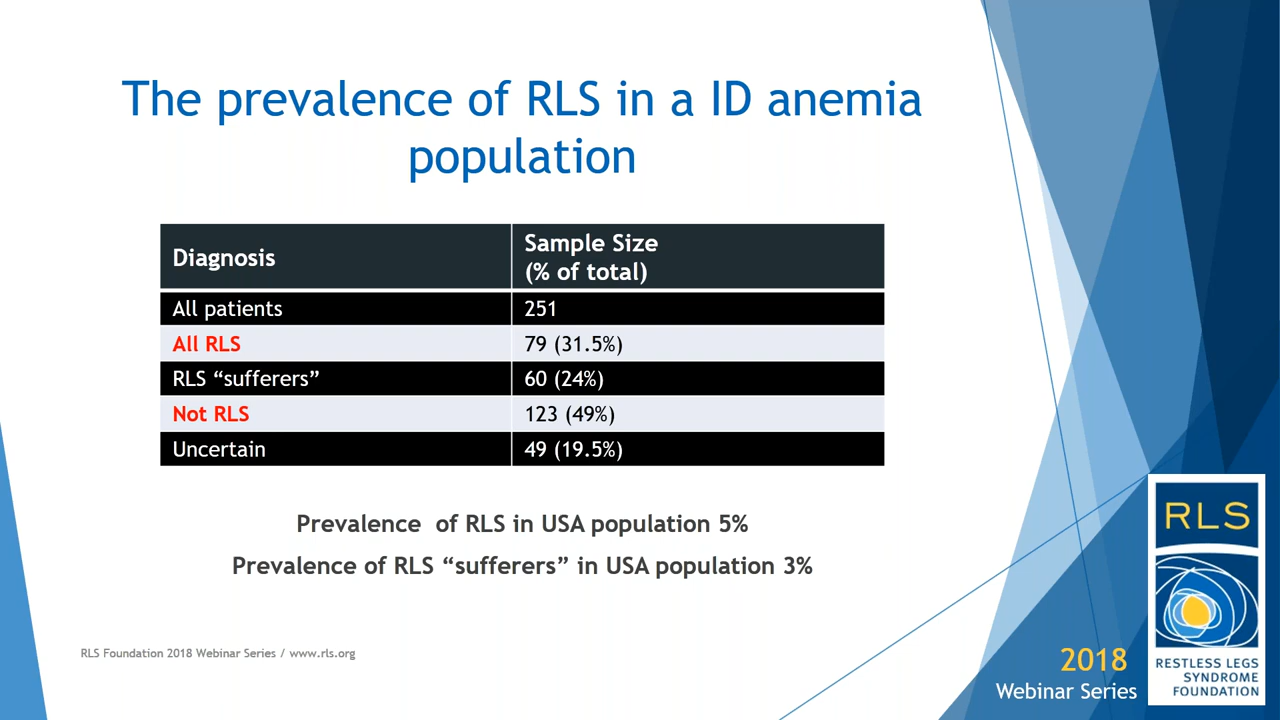 The prevalence of RLS in a ID anemia
population
Diagnosis
Sample Size
(% of total)
All patients
251
All RLS
79 (31.5%)
RLS “sufferers”
60 (24%)
Not RLS
123 (49%)
Uncertain
49 (19.5%)
Prevalence of RLS in USA population 5%
Prevalence of RLS “sufferers” in USA population 3%
RLS Foundation 2018 Webinar Series / www.rls.org
2018
Webinar Series
RLS
RESTLESS LEGS
SYNDROME
FOUNDATION